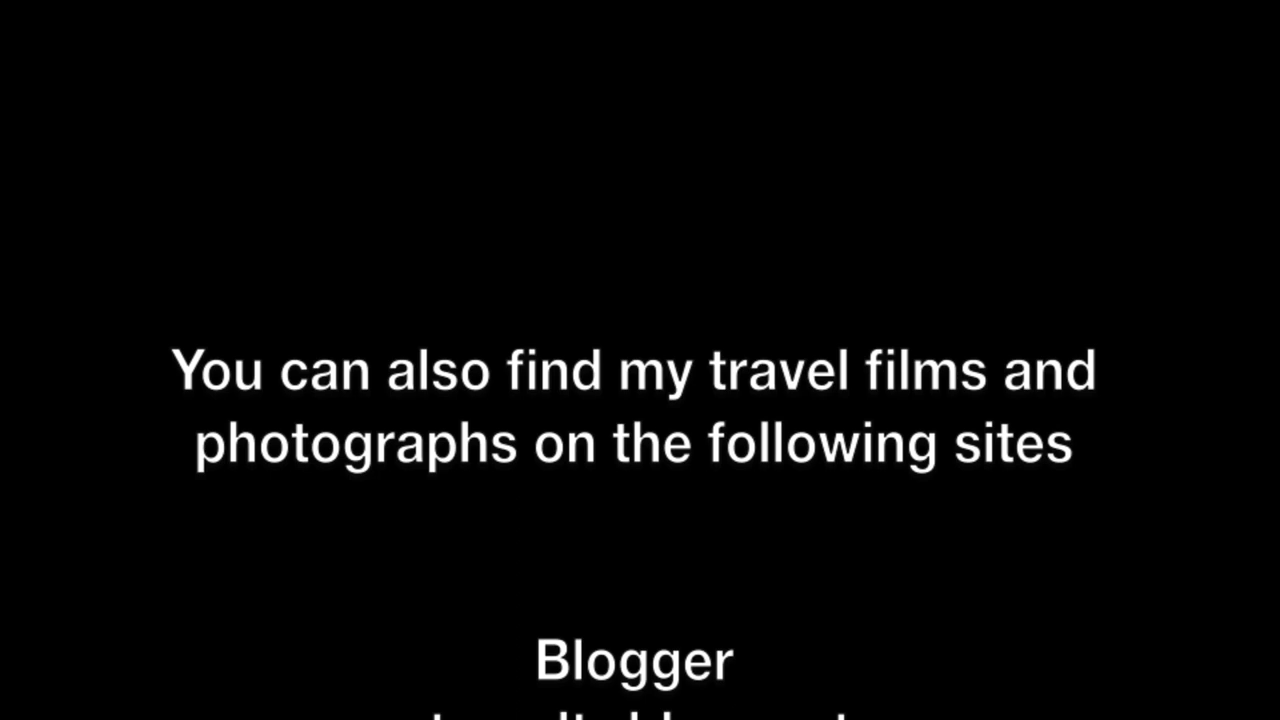 You can also find my travel films and
photographs on the following sites
Blogger